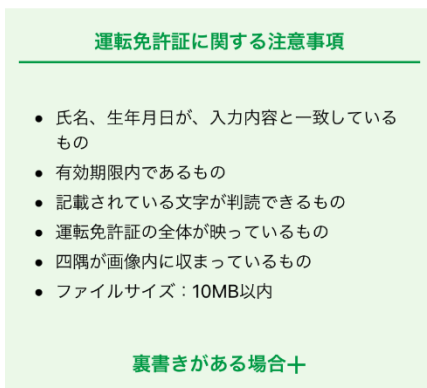 運転免許証に関する注意事項
• 氏名、生年月日が、入力内容と一致している
もの
• 有効期限内であるもの
• 記載されている文字が判読できるもの
• 運転免許証の全体が映っているもの
• 四隅が画像内に収まっているもの
• ファイルサイズ：10MB以内
裏書きがある場合＋